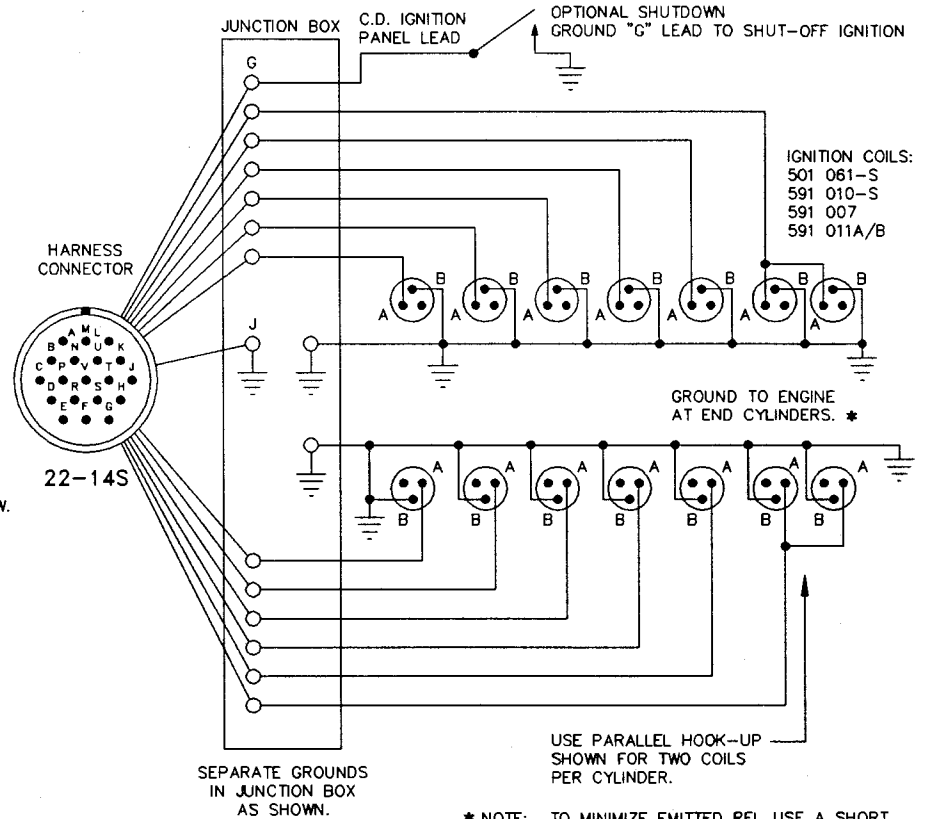 JUNCTION BOX
C.D. IGNITION
PANEL LEAD
OPTIONAL SHUTDOWN
GROUND "G" LEAD TO SHUT-OFF IGNITION
G
IGNITION COILS:
501 061-S
591 010-S
591 007
591 011A/B
HARNESS
CONNECTOR
B B B B B B B
A A A A A A A
J
M
A L
B N U K
C P V T J
D R S H
E F G
22-14S
W.
GROUND TO ENGINE
AT END CYLINDERS. *
A A A A A A A
B B B B B B B
USE PARALLEL HOOK-UP
SHOWN FOR TWO COILS
PER CYLINDER.
SEPARATE GROUNDS
IN JUNCTION BOX
AS SHOWN.
* NOTE: TO MINIMIZE EMITTED RFI, USE A SHORT